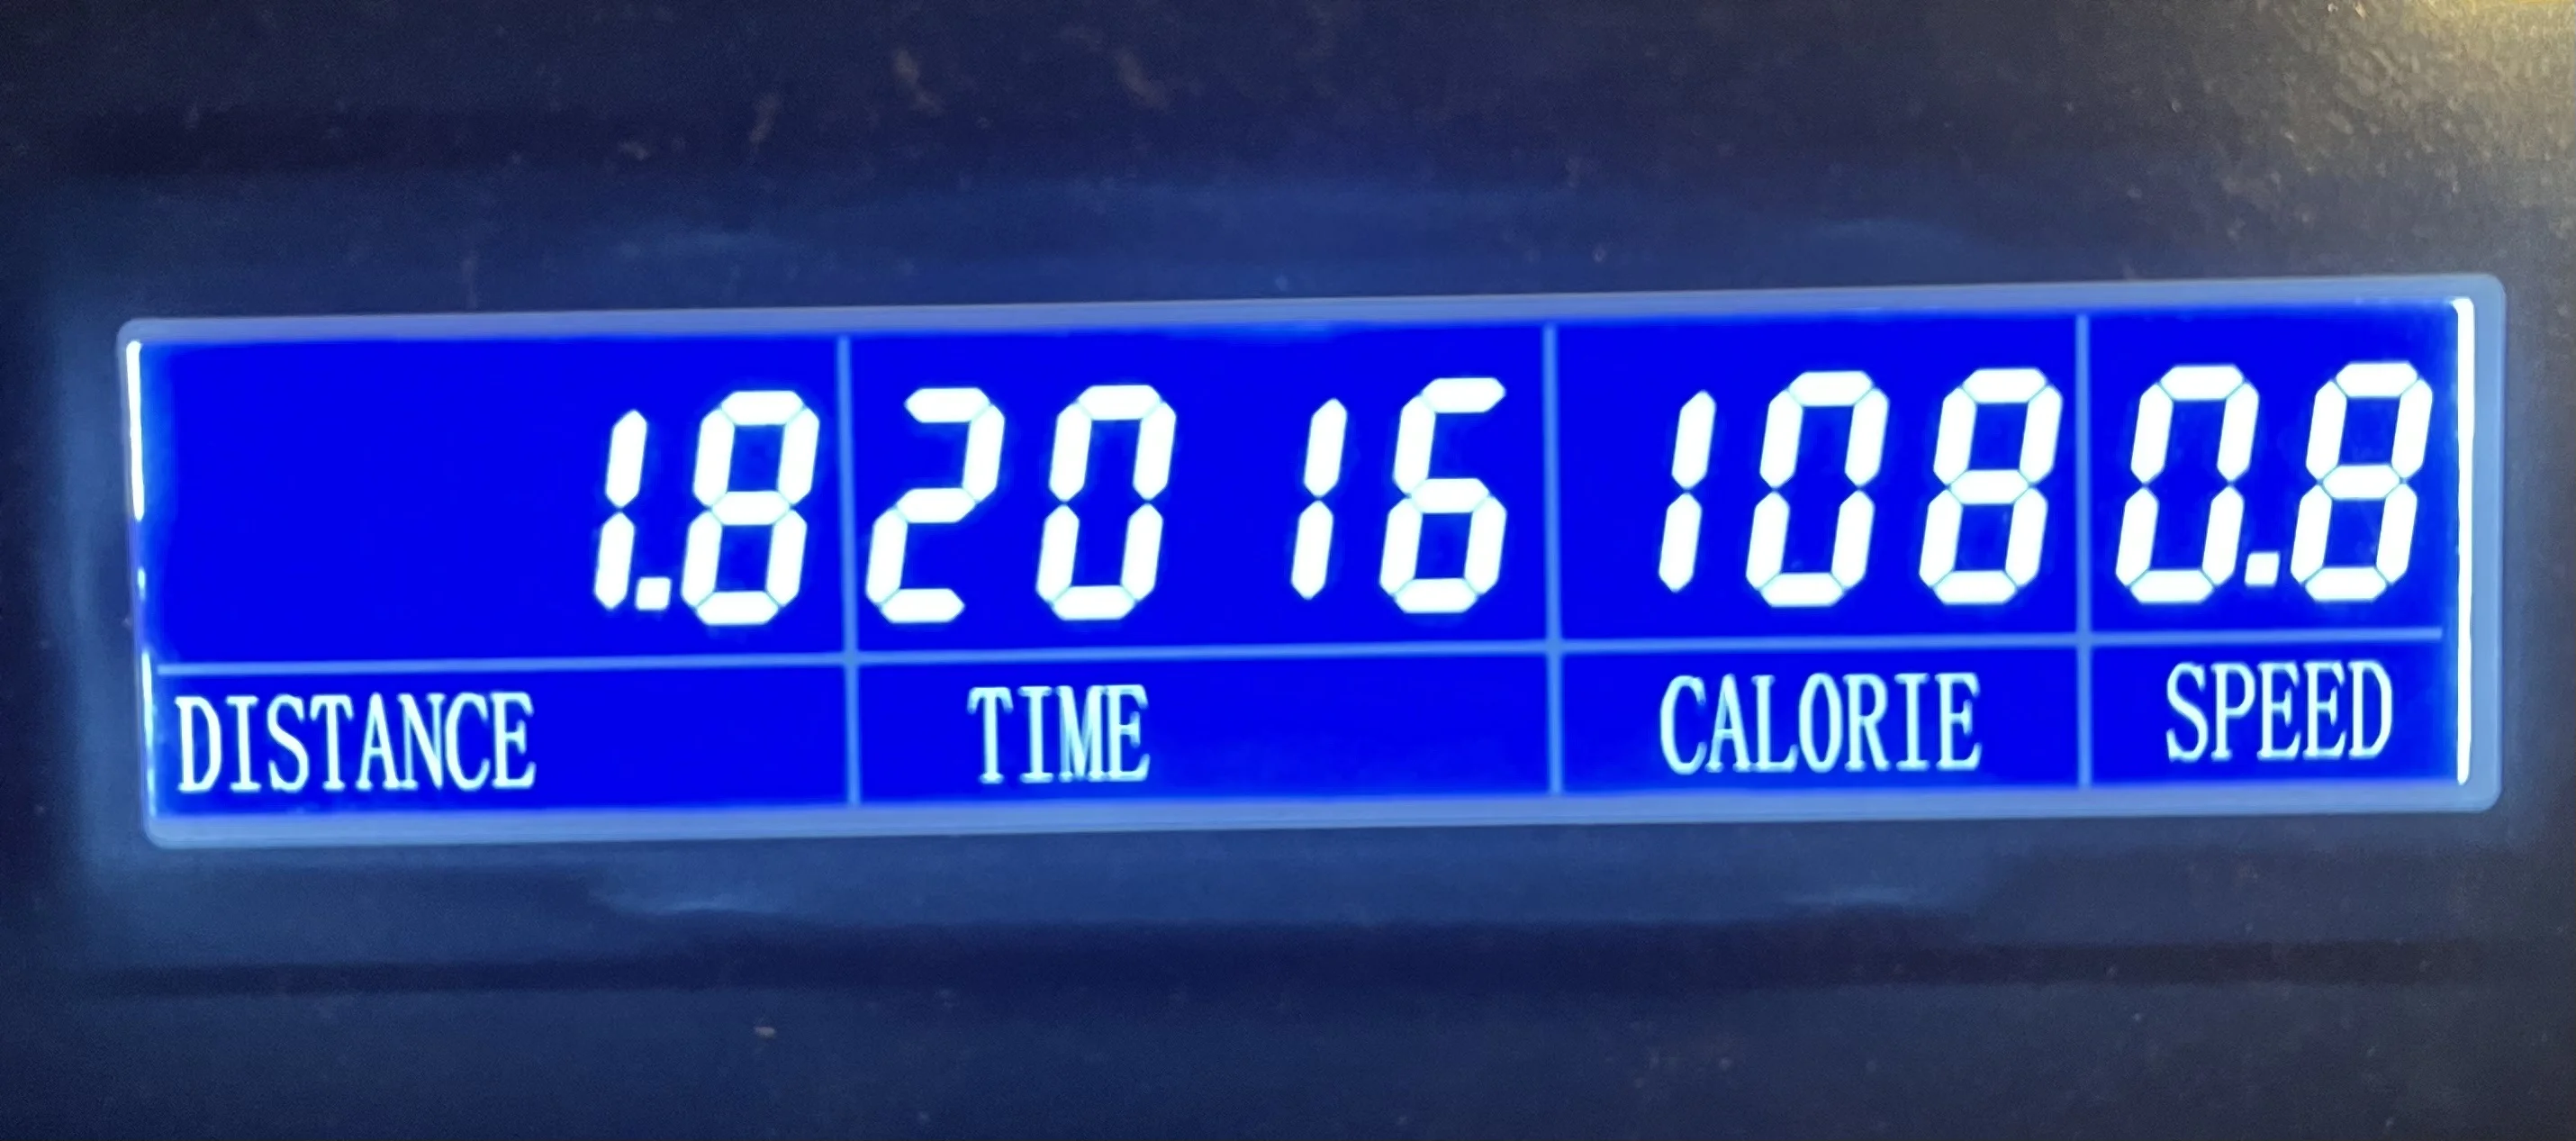 1.8 20 16 108 0.8
DISTANCE TIME CALORIE SPEED